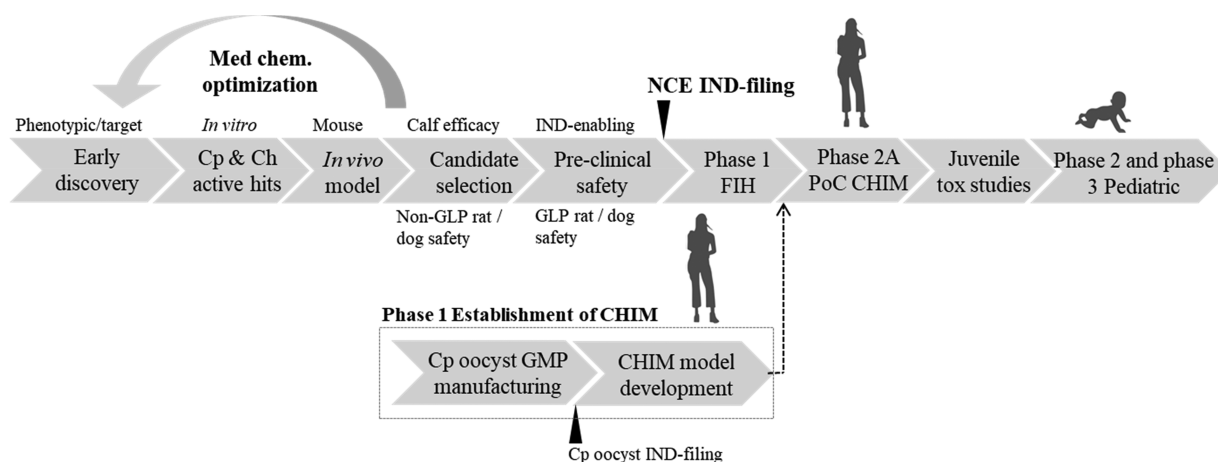 Med chem.
optimization
NCE IND-filing
Phenotypic/target
In vitro
Mouse
Calf efficacy
IND-enabling
Early
discovery
Cp & Ch
active hits
In vivo
model
Candidate
selection
Pre-clinical
safety
Phase 1
FIH
Phase 2A
PoC CHIM
Juvenile
tox studies
Phase 2 and phase
3 Pediatric
Non-GLP rat /
dog safety
GLP rat / dog
safety
Phase 1 Establishment of CHIM
Cp oocyst GMP
manufacturing
CHIM model
development
Cp oocyst IND-filing